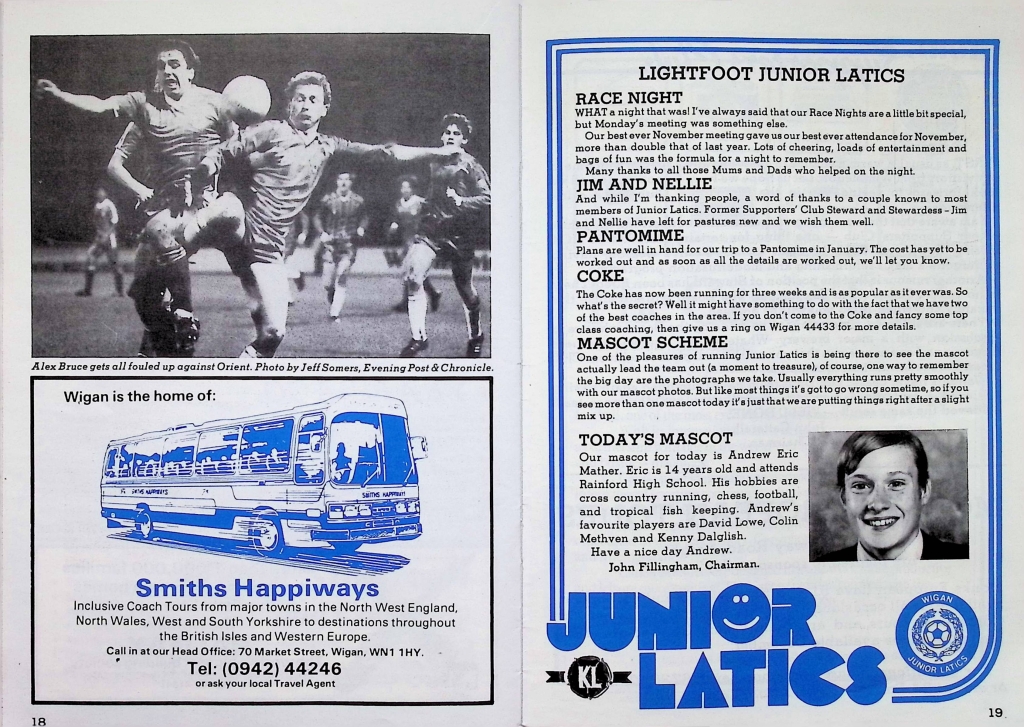 Alex Bruce gets all fouled up against Orient. Photo by Jeff Somers, Evening Post & Chronicle.
Wigan is the home of:
SMITHS HAPPIWAYS
SMITHS HAPPIWAYS
Smiths Happiways
Inclusive Coach Tours from major towns in the North West England,
North Wales, West and South Yorkshire to destinations throughout
the British Isles and Western Europe.
Call in at our Head Office: 70 Market Street, Wigan, WN1 1HY.
Tel: (0942) 44246
or ask your local Travel Agent
18
LIGHTFOOT JUNIOR LATICS
RACE NIGHT
WHAT a night that was! I've always said that our Race Nights are a little bit special,
but Monday's meeting was something else.
Our best ever November meeting gave us our best ever attendance for November,
more than double that of last year. Lots of cheering, loads of entertainment and
bags of fun was the formula for a night to remember.
Many thanks to all those Mums and Dads who helped on the night.
JIM AND NELLIE
And while I'm thanking people, a word of thanks to a couple known to most
members of Junior Latics. Former Supporters' Club Steward and Stewardess – Jim
and Nellie have left for pastures new and we wish them well.
PANTOMIME
Plans are well in hand for our trip to a Pantomime in January. The cost has yet to be
worked out and as soon as all the details are worked out, we'll let you know.
COKE
The Coke has now been running for three weeks and is as popular as it ever was. So
what's the secret? Well it might have something to do with the fact that we have two
of the best coaches in the area. If you don't come to the Coke and fancy some top
class coaching, then give us a ring on Wigan 44433 for more details.
MASCOT SCHEME
One of the pleasures of running Junior Latics is being there to see the mascot
actually lead the team out (a moment to treasure), of course, one way to remember
the big day are the photographs we take. Usually everything runs pretty smoothly
with our mascot photos. But like most things it's got to go wrong sometime, so if you
see more than one mascot today it's just that we are putting things right after a slight
mix up.
TODAY'S MASCOT
Our mascot for today is Andrew Eric
Mather. Eric is 14 years old and attends
Rainford High School. His hobbies are
cross country running, chess, football,
and tropical fish keeping. Andrew's
favourite players are David Lowe, Colin
Methven and Kenny Dalglish.
Have a nice day Andrew.
John Fillingham, Chairman.
JUNIOR
LATICS
KL
WIGAN
JUNIOR LATICS
19